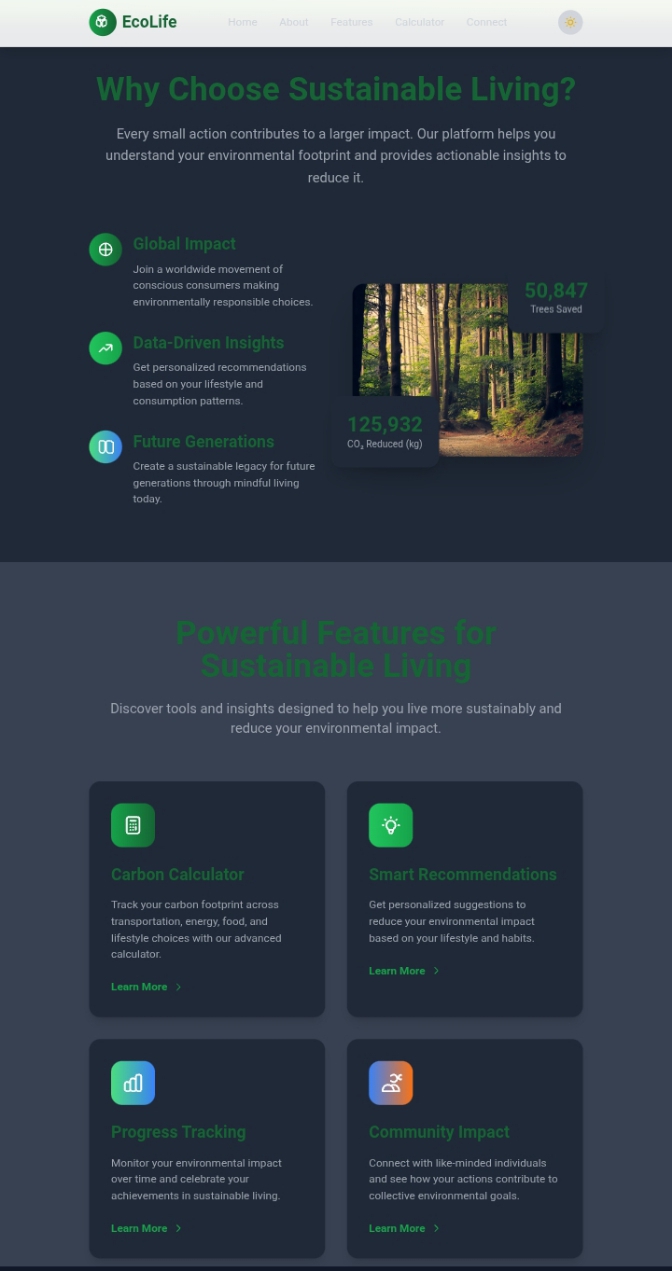 EcoLife
Home About Features Calculator Connect
Why Choose Sustainable Living?
Every small action contributes to a larger impact. Our platform helps you
understand your environmental footprint and provides actionable insights to
reduce it.
Global Impact
Join a worldwide movement of
conscious consumers making
environmentally responsible choices.
Data-Driven Insights
Get personalized recommendations
based on your lifestyle and
consumption patterns.
Future Generations
Create a sustainable legacy for future
generations through mindful living
today.
50,847
Trees Saved
125,932
CO₂ Reduced (kg)
Powerful Features for
Sustainable Living
Discover tools and insights designed to help you live more sustainably and
reduce your environmental impact.
Carbon Calculator
Track your carbon footprint across
transportation, energy, food, and
lifestyle choices with our advanced
calculator.
Learn More
Smart Recommendations
Get personalized suggestions to
reduce your environmental impact
based on your lifestyle and habits.
Learn More
Progress Tracking
Monitor your environmental impact
over time and celebrate your
achievements in sustainable living.
Learn More
Community Impact
Connect with like-minded individuals
and see how your actions contribute to
collective environmental goals.
Learn More